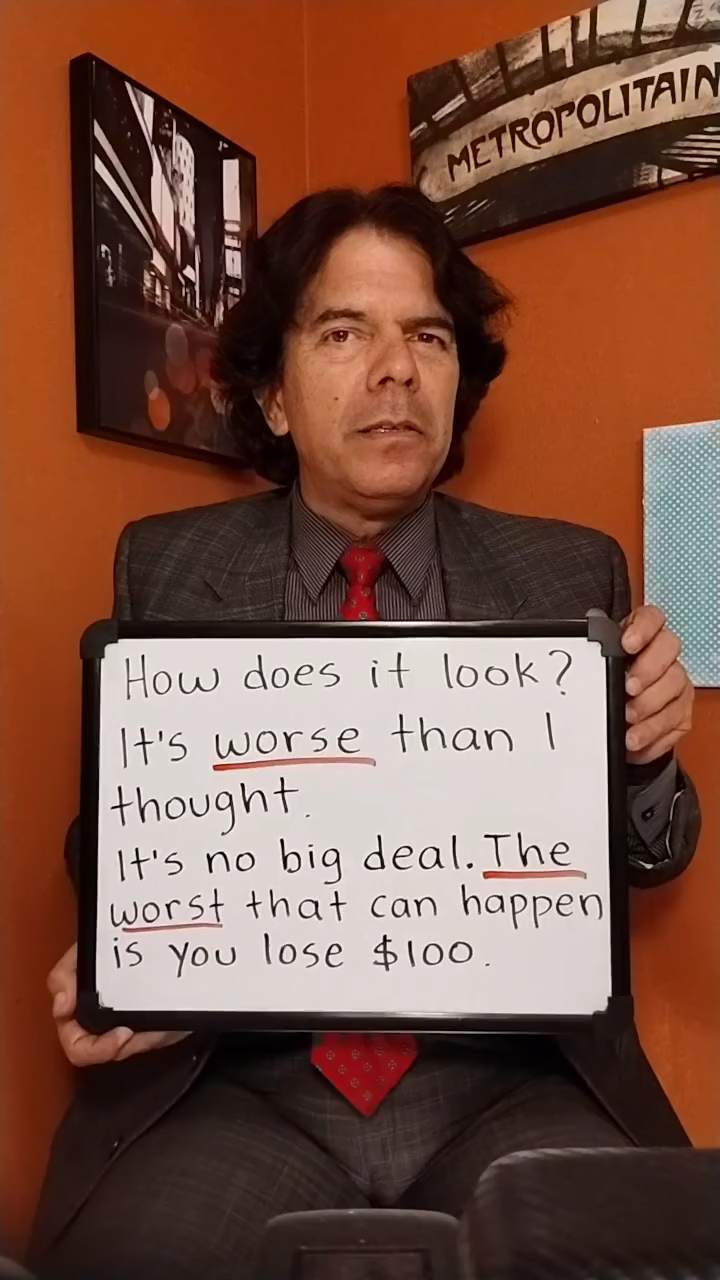 METROPOLITAIN
How does it look?
It's worse than I
thought.
It's no big deal. The
worst that can happen
is you lose $100.